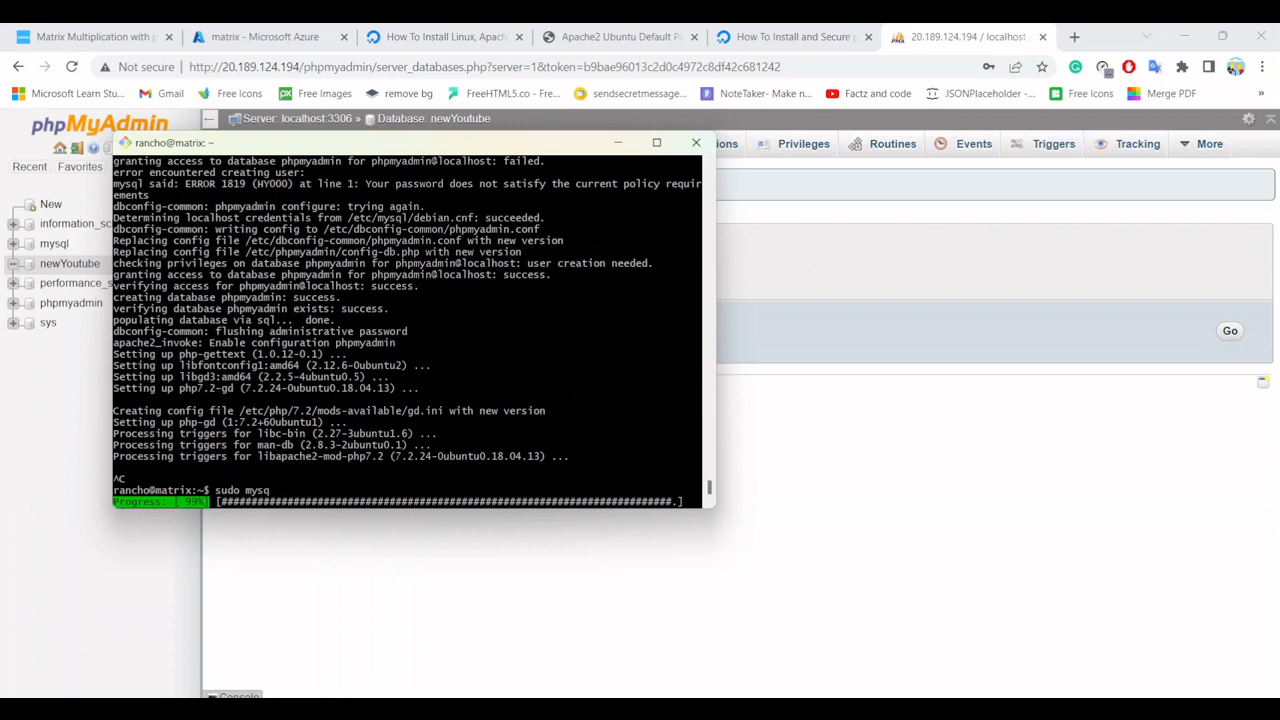 Matrix Multiplication with p
matrix - Microsoft Azure
How To Install Linux, Apach
Apache2 Ubuntu Default Pa
How To Install and Secure p
20.189.124.194 / localhost /
Not secure | http://20.189.124.194/phpmyadmin/server_databases.php?server=1&token=b9bae96013c2d0c4972c8df42c681242
Microsoft Learn Stu...
Gmail
Free Icons
Free Images
remove bg
FreeHTML5.co - Free...
sendsecretmessage...
NoteTaker- Make n...
Factz and code
JSONPlaceholder -...
Free Icons
Merge PDF
»
phpMyAdmin
Recent Favorites
New
information_sc
mysql
newYoutube
performance_s
phpmyadmin
sys
Server: localhost:3306 » Database: newYoutube
ions
Privileges
Routines
Events
Triggers
Tracking
More
Go
Console
rancho@matrix: ~
granting access to database phpmyadmin for phpmyadmin@localhost: failed.
error encountered creating user:
mysql said: ERROR 1819 (HY000) at line 1: Your password does not satisfy the current policy requir
ements
dbconfig-common: phpmyadmin configure: trying again.
Determining localhost credentials from /etc/mysql/debian.cnf: succeeded.
dbconfig-common: writing config to /etc/dbconfig-common/phpmyadmin.conf
Replacing config file /etc/dbconfig-common/phpmyadmin.conf with new version
Replacing config file /etc/phpmyadmin/config-db.php with new version
checking privileges on database phpmyadmin for phpmyadmin@localhost: user creation needed.
granting access to database phpmyadmin for phpmyadmin@localhost: success.
verifying access for phpmyadmin@localhost: success.
creating database phpmyadmin: success.
verifying database phpmyadmin exists: success.
populating database via sql... done.
dbconfig-common: flushing administrative password
apache2_invoke: Enable configuration phpmyadmin
Setting up php-gettext (1.0.12-0.1) ...
Setting up libfontconfig1:amd64 (2.12.6-0ubuntu2) ...
Setting up libgd3:amd64 (2.2.5-4ubuntu0.5) ...
Setting up php7.2-gd (7.2.24-0ubuntu0.18.04.13) ...
Creating config file /etc/php/7.2/mods-available/gd.ini with new version
Setting up php-gd (1:7.2+60ubuntu1) ...
Processing triggers for libc-bin (2.27-3ubuntu1.6) ...
Processing triggers for man-db (2.8.3-2ubuntu0.1) ...
Processing triggers for libapache2-mod-php7.2 (7.2.24-0ubuntu0.18.04.13) ...
^C
rancho@matrix:~$ sudo mysq
Progress: [ 99%] [###########################################################################.]